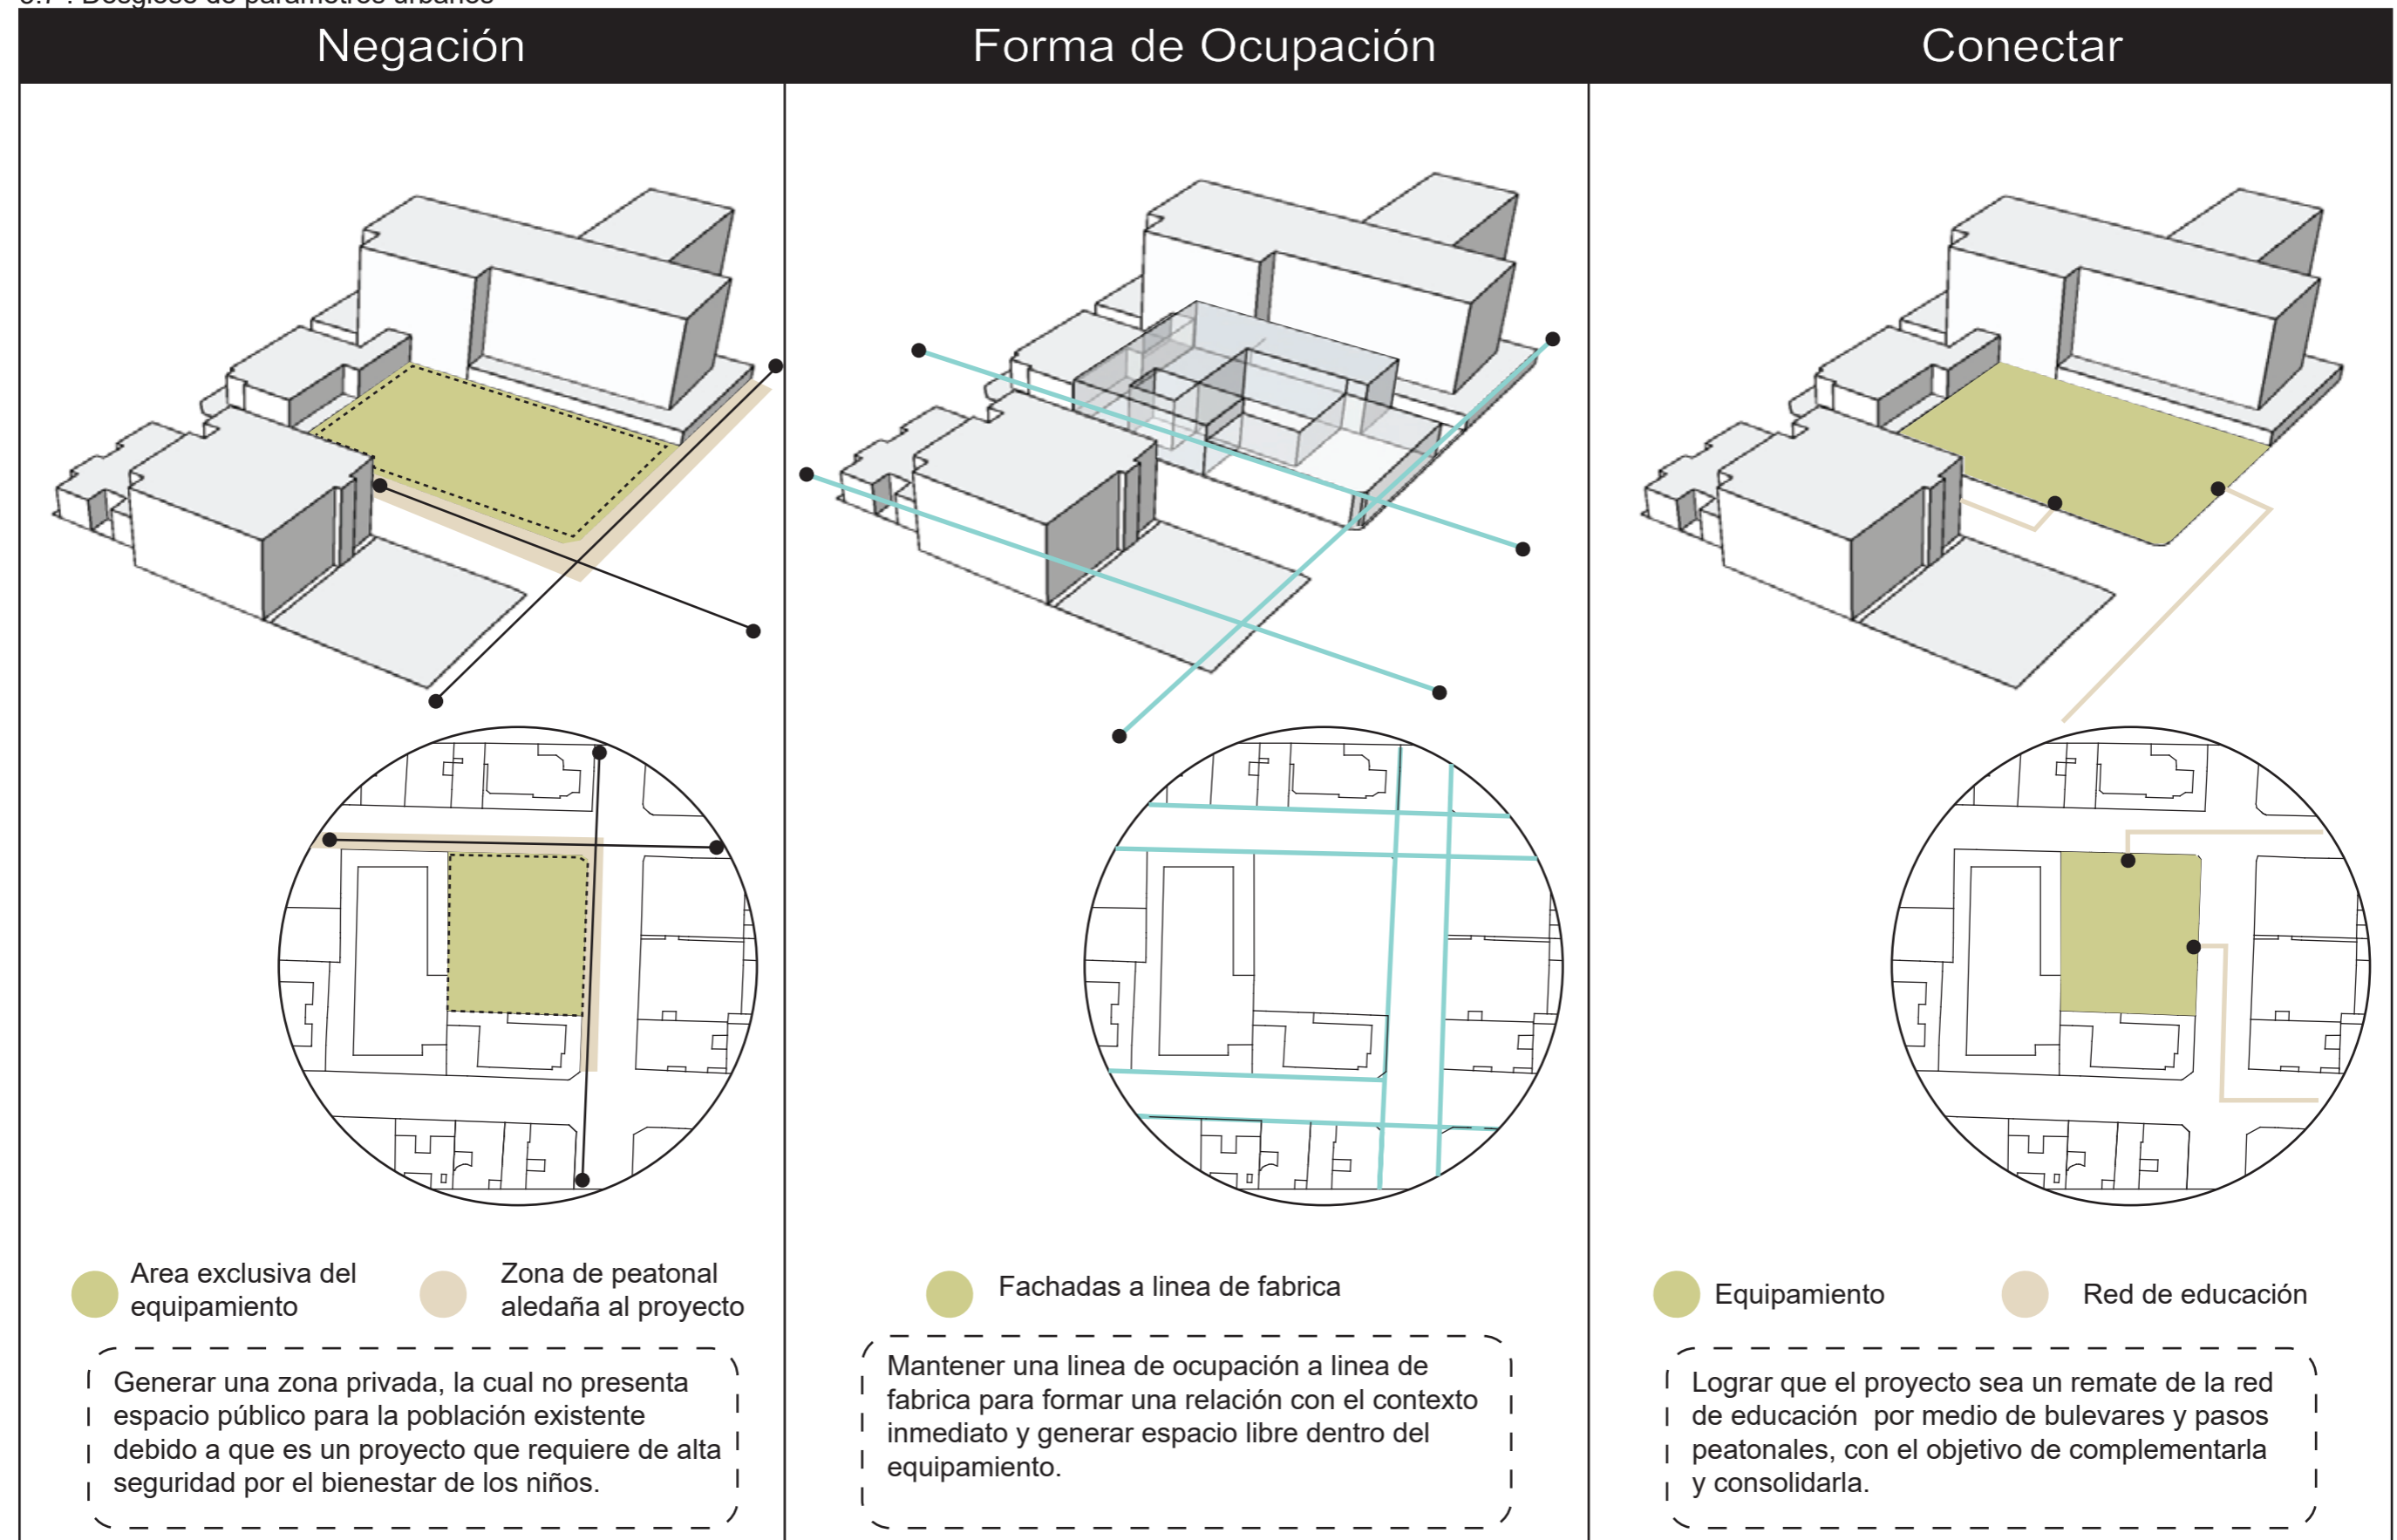 Negación
Forma de Ocupación
Conectar
Area exclusiva del
equipamiento
Zona de peatonal
aledaña al proyecto
Generar una zona privada, la cual no presenta
espacio público para la población existente
debido a que es un proyecto que requiere de alta
seguridad por el bienestar de los niños.
Fachadas a linea de fabrica
Mantener una linea de ocupación a linea de
fabrica para formar una relación con el contexto
inmediato y generar espacio libre dentro del
equipamiento.
Equipamiento
Red de educación
Lograr que el proyecto sea un remate de la red
de educación por medio de bulevares y pasos
peatonales, con el objetivo de complementarla
y consolidarla.